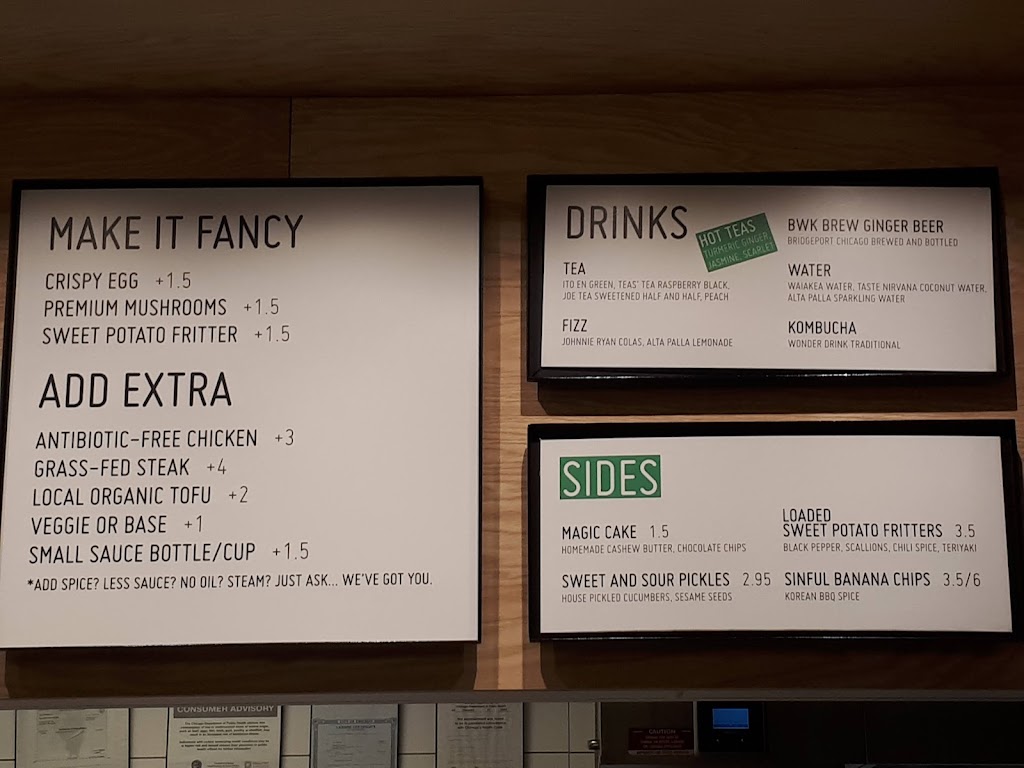 MAKE IT FANCY
CRISPY EGG +1.5
PREMIUM MUSHROOMS +1.5
SWEET POTATO FRITTER +1.5
ADD EXTRA
ANTIBIOTIC-FREE CHICKEN +3
GRASS-FED STEAK +4
LOCAL ORGANIC TOFU +2
VEGGIE OR BASE +1
SMALL SAUCE BOTTLE/CUP +1.5
*ADD SPICE? LESS SAUCE? NO OIL? STEAM? JUST ASK... WE'VE GOT YOU.
DRINKS
HOT TEAS
TURMERIC GINGER,
JASMINE, SCARLET
TEA
ITO EN GREEN, TEAS' TEA RASPBERRY BLACK,
JOE TEA SWEETENED HALF AND HALF, PEACH
FIZZ
JOHNNIE RYAN COLAS, ALTA PALLA LEMONADE
BWK BREW GINGER BEER
BRIDGEPORT CHICAGO BREWED AND BOTTLED
WATER
WAIAKEA WATER, TASTE NIRVANA COCONUT WATER,
ALTA PALLA SPARKLING WATER
KOMBUCHA
WONDER DRINK TRADITIONAL
SIDES
MAGIC CAKE 1.5
HOMEMADE CASHEW BUTTER, CHOCOLATE CHIPS
SWEET AND SOUR PICKLES 2.95
HOUSE PICKLED CUCUMBERS, SESAME SEEDS
LOADED
SWEET POTATO FRITTERS 3.5
BLACK PEPPER, SCALLIONS, CHILI SPICE, TERIYAKI
SINFUL BANANA CHIPS 3.5/6
KOREAN BBQ SPICE
CONSUMER ADVISORY
CAUTION